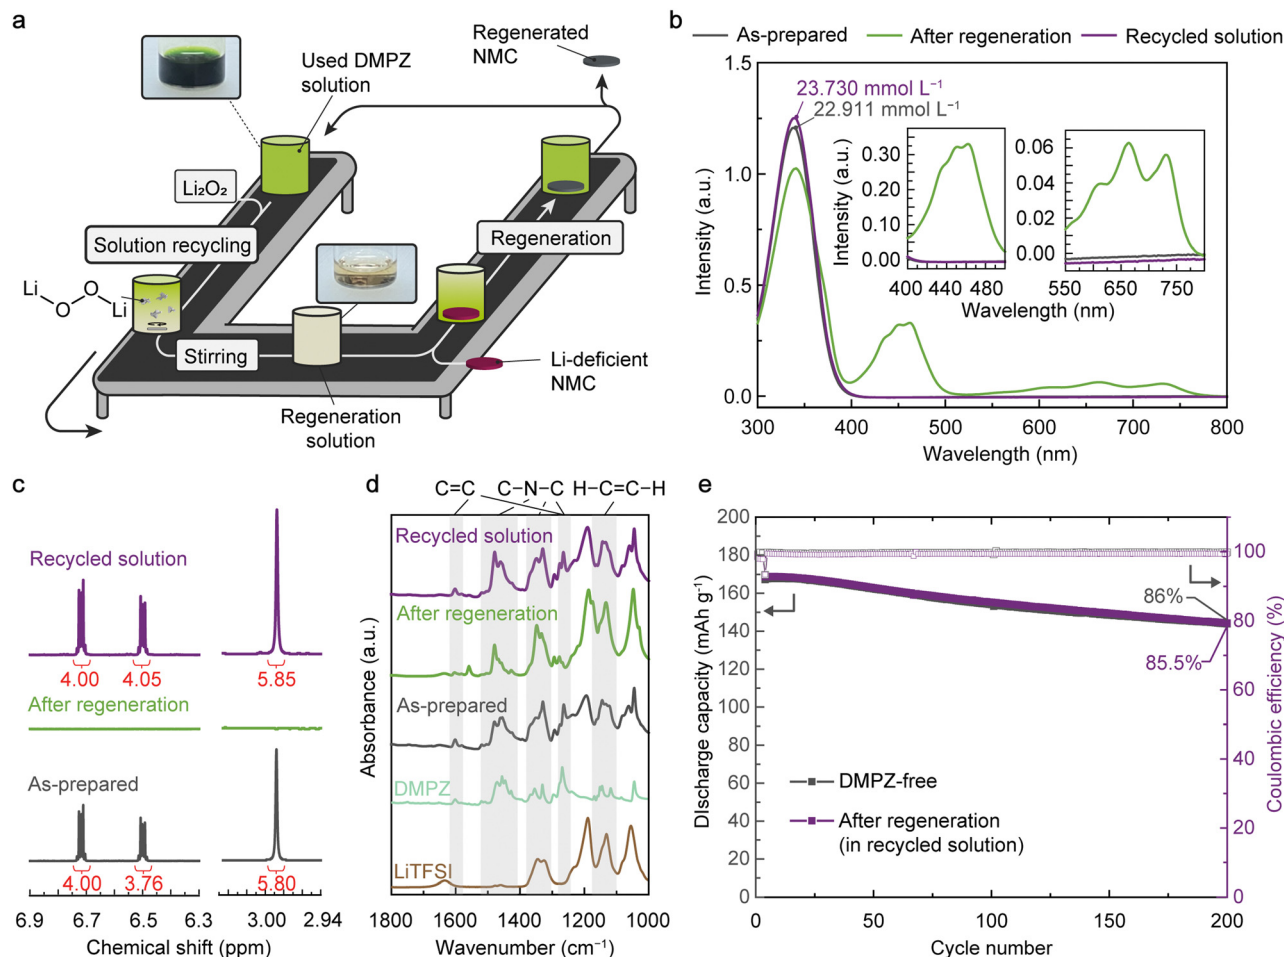 a
Regenerated
NMC
Used DMPZ
solution
Li₂O₂
Solution recycling
Regeneration
Li
O
O
Li
Stirring
Li-deficient
NMC
Regeneration
solution
b
As-prepared
After regeneration
Recycled solution
23.730 mmol L⁻¹
22.911 mmol L⁻¹
Intensity (a.u.)
1.5
1.2
0.9
0.6
0.3
0.0
300 400 500 600 700 800
Wavelength (nm)
Intensity (a.u.)
0.30
0.20
0.10
0.00
400 440 480
0.06
0.04
0.02
0.00
550 650 750
Wavelength (nm)
c
Recycled solution
4.00 4.05 5.85
After regeneration
As-prepared
4.00 3.76 5.80
6.9 6.7 6.5 6.3 3.00 2.94
Chemical shift (ppm)
d
C=C C–N–C H–C=C–H
Recycled solution
After regeneration
As-prepared
DMPZ
LiTFSI
Absorbance (a.u.)
1800 1600 1400 1200 1000
Wavenumber (cm⁻¹)
e
DIscharge capacity (mAh g⁻¹)
200
180
160
140
120
100
80
60
40
20
0
86%
85.5%
DMPZ-free
After regeneration
(in recycled solution)
100
80
60
40
20
0
Coulombic efficiency (%)
0 50 100 150 200
Cycle number